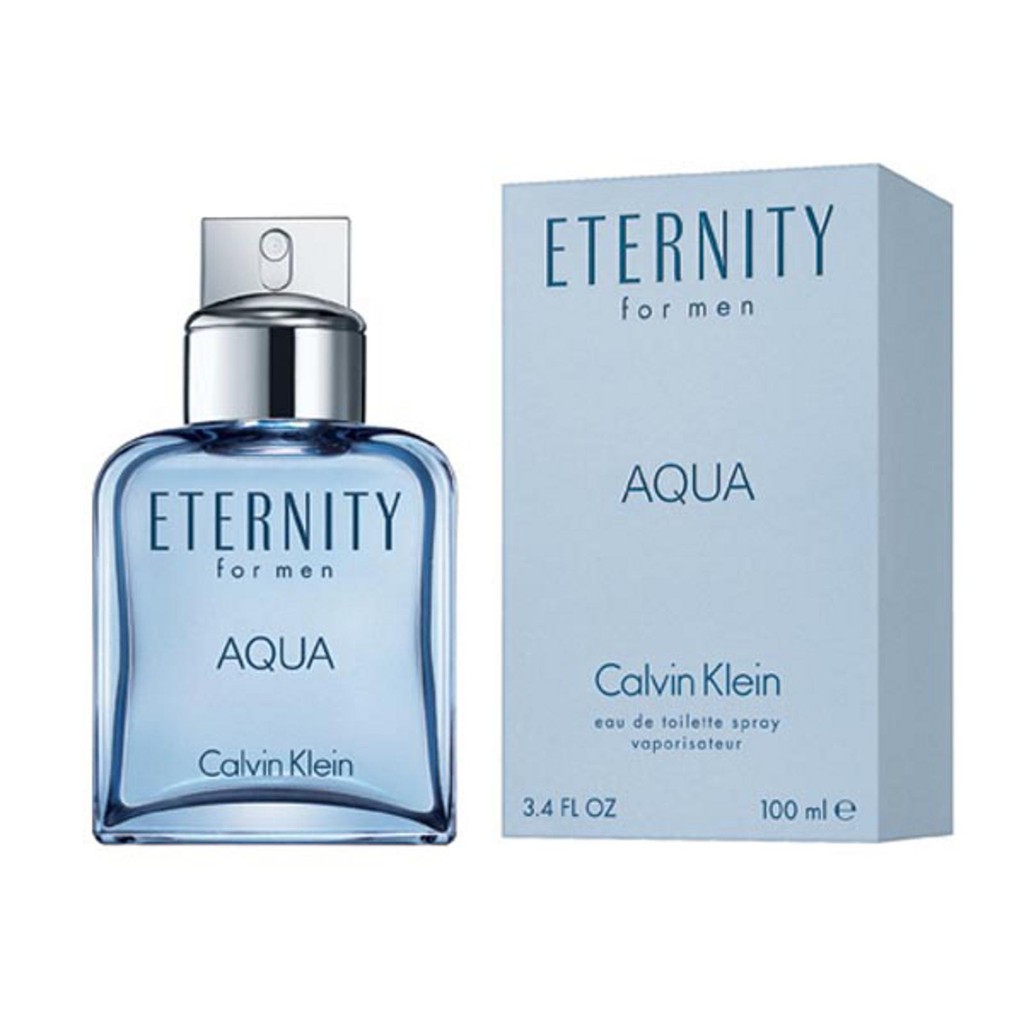 ETERNITY
for men
AQUA
Calvin Klein
ETERNITY
for men
AQUA
Calvin Klein
eau de toilette spray
vaporisateur
3.4 FL OZ 100 ml ℮